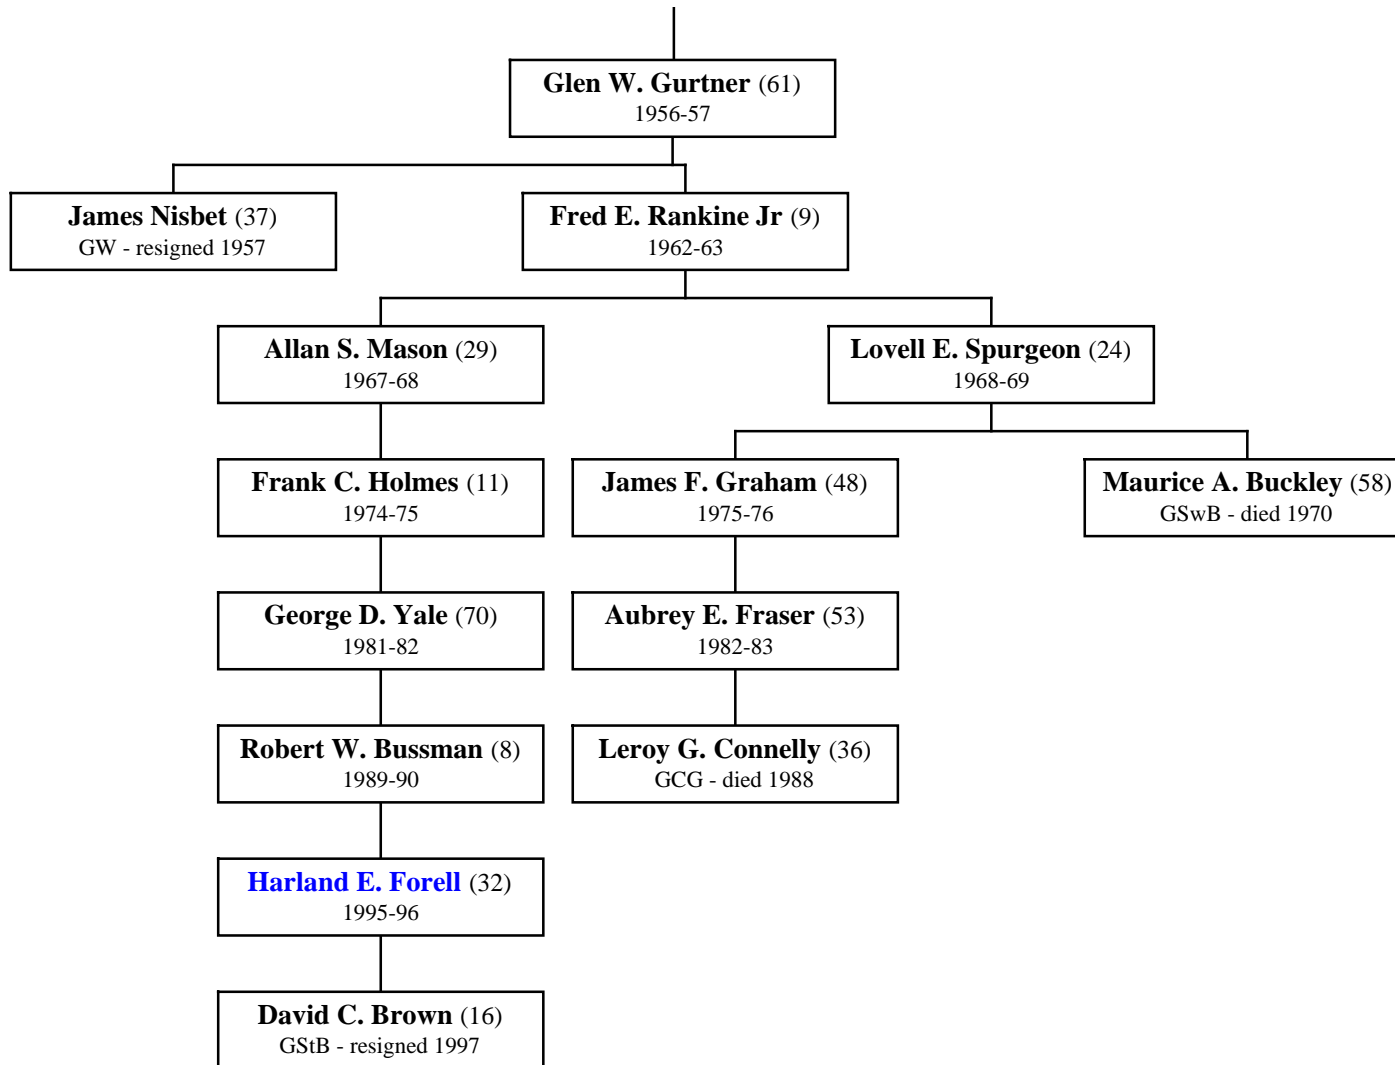 Glen W. Gurtner (61)
1956-57
James Nisbet (37)
GW - resigned 1957
Fred E. Rankine Jr (9)
1962-63
Allan S. Mason (29)
1967-68
Lovell E. Spurgeon (24)
1968-69
Frank C. Holmes (11)
1974-75
James F. Graham (48)
1975-76
Maurice A. Buckley (58)
GSwB - died 1970
George D. Yale (70)
1981-82
Aubrey E. Fraser (53)
1982-83
Robert W. Bussman (8)
1989-90
Leroy G. Connelly (36)
GCG - died 1988
Harland E. Forell (32)
1995-96
David C. Brown (16)
GStB - resigned 1997